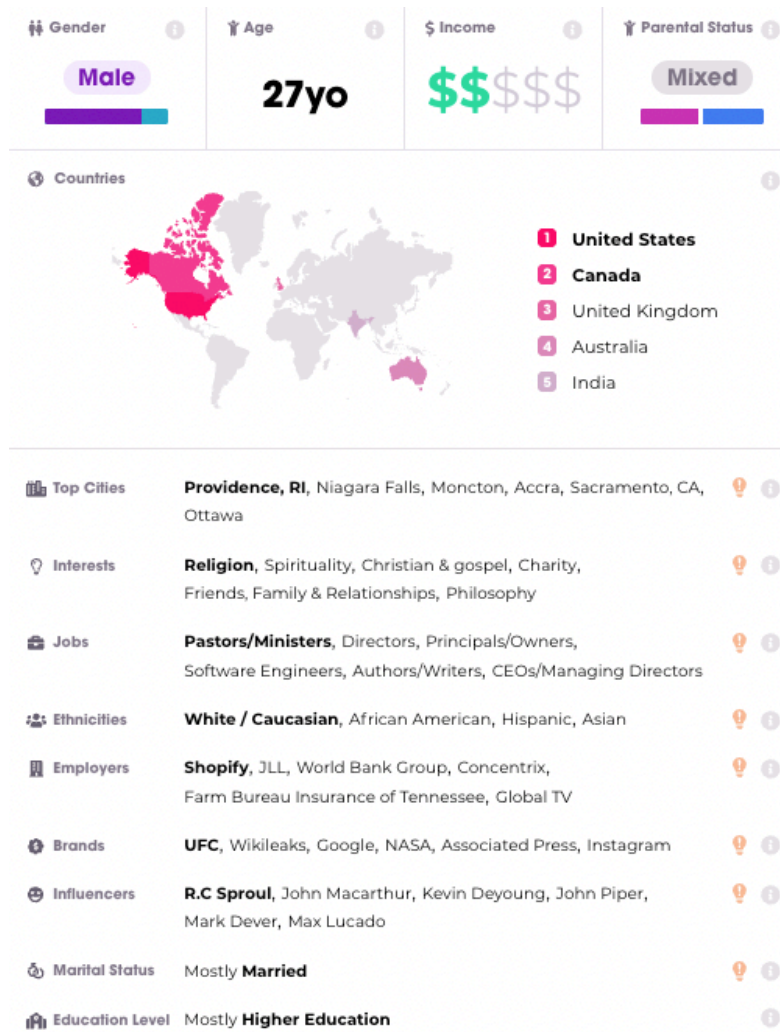 Gender
Age
$ Income
Parental Status
Male
27yo
$$$$$
Mixed
Countries
1 United States
2 Canada
3 United Kingdom
4 Australia
5 India
Top Cities Providence, RI, Niagara Falls, Moncton, Accra, Sacramento, CA,
Ottawa
Interests Religion, Spirituality, Christian & gospel, Charity,
Friends, Family & Relationships, Philosophy
Jobs Pastors/Ministers, Directors, Principals/Owners,
Software Engineers, Authors/Writers, CEOs/Managing Directors
Ethnicities White / Caucasian, African American, Hispanic, Asian
Employers Shopify, JLL, World Bank Group, Concentrix,
Farm Bureau Insurance of Tennessee, Global TV
Brands UFC, Wikileaks, Google, NASA, Associated Press, Instagram
Influencers R.C Sproul, John Macarthur, Kevin Deyoung, John Piper,
Mark Dever, Max Lucado
Marital Status Mostly Married
Education Level Mostly Higher Education